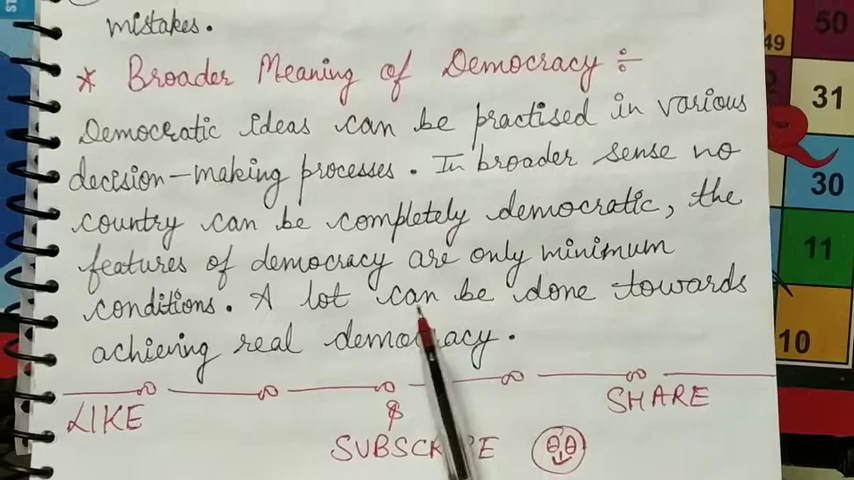 mistakes.
* Broader Meaning of Democracy :-
Democratic ideas can be practised in various
decision-making processes. In broader sense no
country can be completely democratic, the
features of democracy are only minimum
conditions. A lot can be done towards
achieving real democracy.
LIKE
&
SUBSCRIBE
SHARE
49
50
31
30
11
10